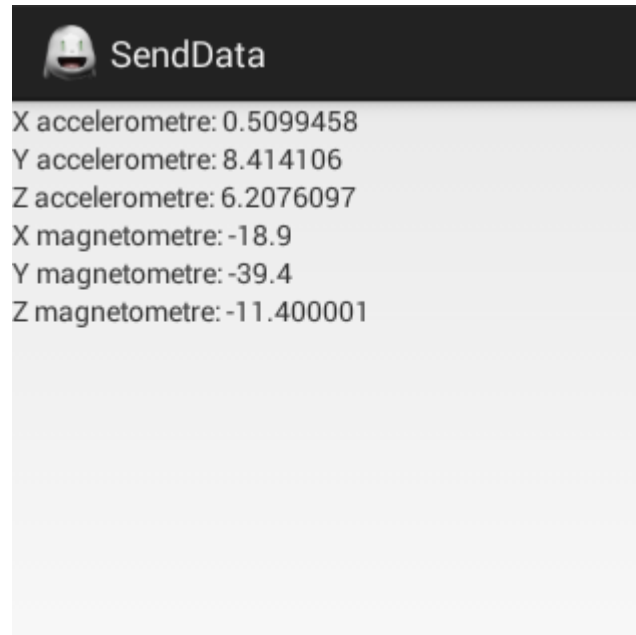 SendData
X accelerometre: 0.5099458
Y accelerometre: 8.414106
Z accelerometre: 6.2076097
X magnetometre: -18.9
Y magnetometre: -39.4
Z magnetometre: -11.400001